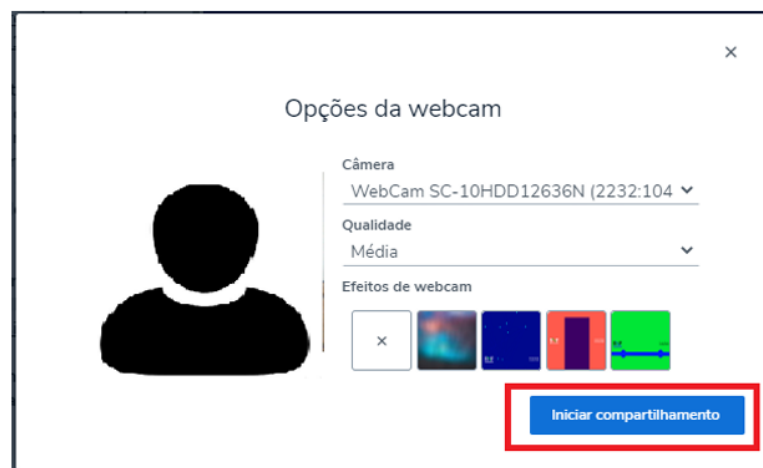 Opções da webcam
Câmera
WebCam SC-10HDD12636N (2232:104
Qualidade
Média
Efeitos de webcam
Iniciar compartilhamento